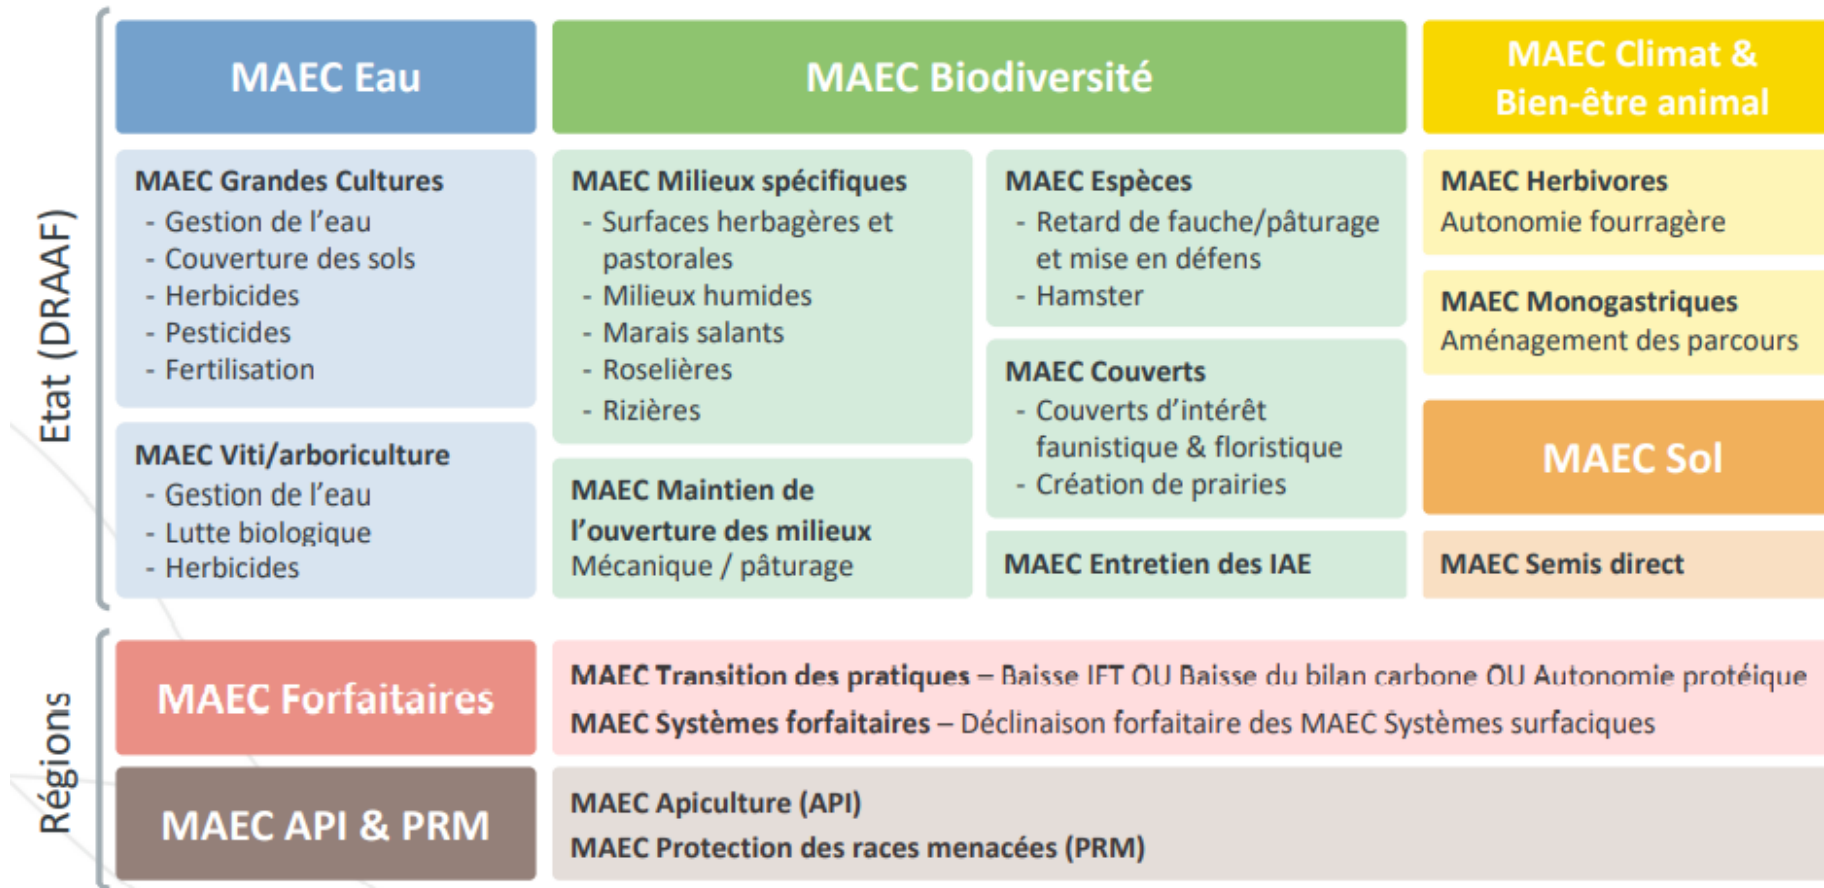 Etat (DRAAF)
MAEC Eau
MAEC Grandes Cultures
- Gestion de l'eau
- Couverture des sols
- Herbicides
- Pesticides
- Fertilisation
MAEC Viti/arboriculture
- Gestion de l'eau
- Lutte biologique
- Herbicides
MAEC Biodiversité
MAEC Milieux spécifiques
- Surfaces herbagères et
pastorales
- Milieux humides
- Marais salants
- Roselières
- Rizières
MAEC Maintien de
l'ouverture des milieux
Mécanique / pâturage
MAEC Espèces
- Retard de fauche/pâturage
et mise en défens
- Hamster
MAEC Couverts
- Couverts d'intérêt
faunistique & floristique
- Création de prairies
MAEC Entretien des IAE
MAEC Climat &
Bien-être animal
MAEC Herbivores
Autonomie fourragère
MAEC Monogastriques
Aménagement des parcours
MAEC Sol
MAEC Semis direct
Régions
MAEC Forfaitaires
MAEC Transition des pratiques – Baisse IFT OU Baisse du bilan carbone OU Autonomie protéique
MAEC Systèmes forfaitaires – Déclinaison forfaitaire des MAEC Systèmes surfaciques
MAEC API & PRM
MAEC Apiculture (API)
MAEC Protection des races menacées (PRM)